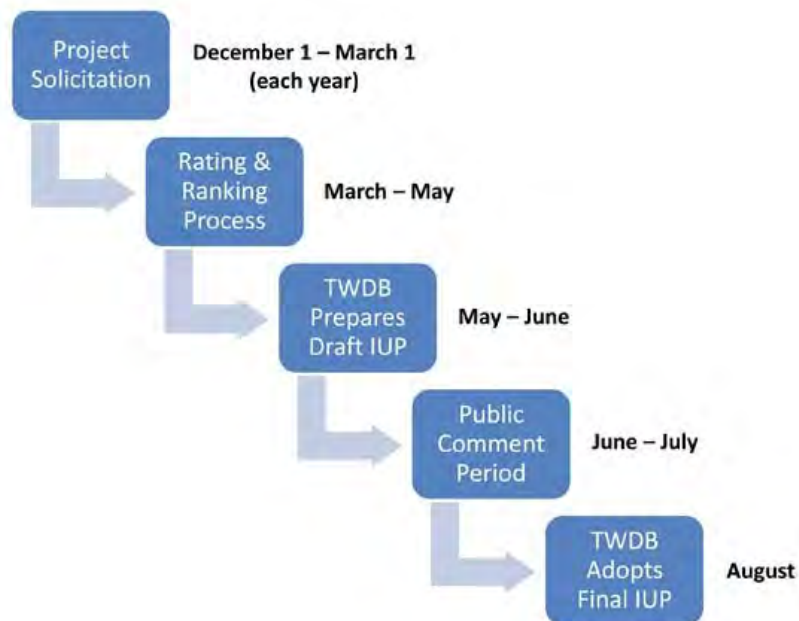 Project
Solicitation
December 1 – March 1
(each year)
Rating &
Ranking
Process
March – May
TWDB
Prepares
Draft IUP
May – June
Public
Comment
Period
June – July
TWDB
Adopts
Final IUP
August